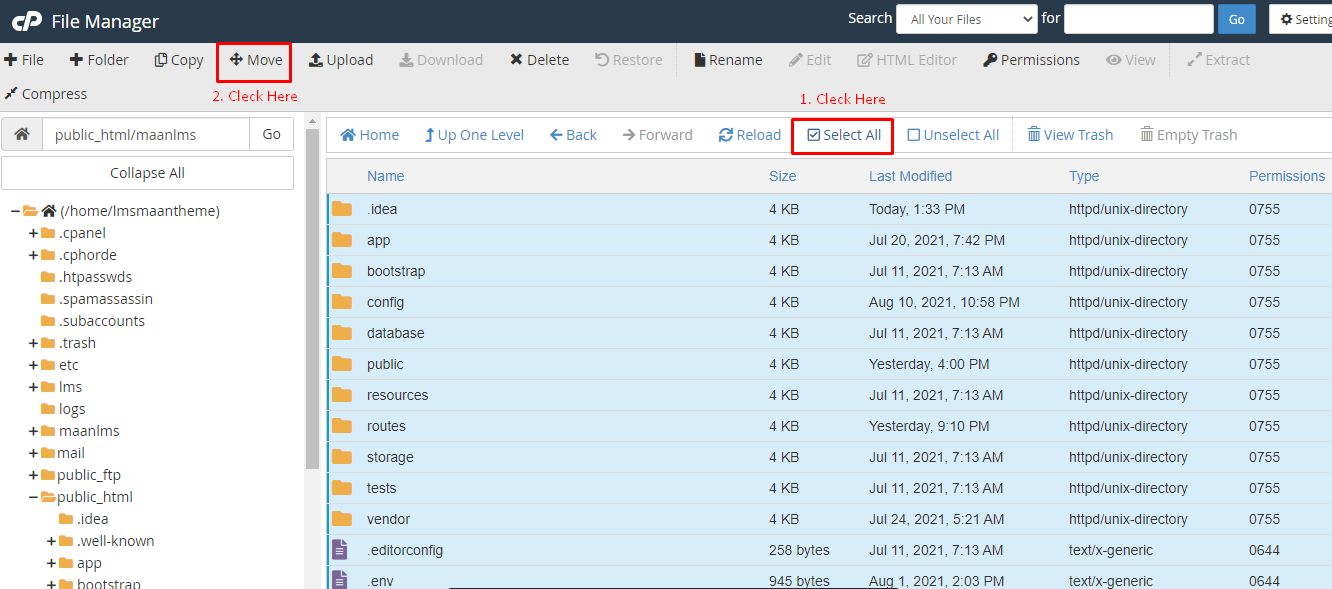 cP File Manager Search All Your Files for Go Setting
File Folder Copy Move Upload Download Delete Restore Rename Edit HTML Editor Permissions View Extract
Compress 2. Cleck Here 1. Cleck Here
public_html/maanlms Go Home Up One Level Back Forward Reload Select All Unselect All View Trash Empty Trash
Collapse All
Name Size Last Modified Type Permissions
(/home/lmsmaantheme)
.cpanel
.cphorde
.htpasswds
.spamassassin
.subaccounts
.trash
etc
lms
logs
maanlms
mail
public_ftp
public_html
.idea
.well-known
app
bootstrap
.idea 4 KB Today, 1:33 PM httpd/unix-directory 0755
app 4 KB Jul 20, 2021, 7:42 PM httpd/unix-directory 0755
bootstrap 4 KB Jul 11, 2021, 7:13 AM httpd/unix-directory 0755
config 4 KB Aug 10, 2021, 10:58 PM httpd/unix-directory 0755
database 4 KB Jul 11, 2021, 7:13 AM httpd/unix-directory 0755
public 4 KB Yesterday, 4:00 PM httpd/unix-directory 0755
resources 4 KB Jul 11, 2021, 7:13 AM httpd/unix-directory 0755
routes 4 KB Yesterday, 9:10 PM httpd/unix-directory 0755
storage 4 KB Jul 11, 2021, 7:13 AM httpd/unix-directory 0755
tests 4 KB Jul 11, 2021, 7:13 AM httpd/unix-directory 0755
vendor 4 KB Jul 24, 2021, 5:21 AM httpd/unix-directory 0755
.editorconfig 258 bytes Jul 11, 2021, 7:13 AM text/x-generic 0644
.env 945 bytes Aug 1, 2021, 2:03 PM text/x-generic 0644